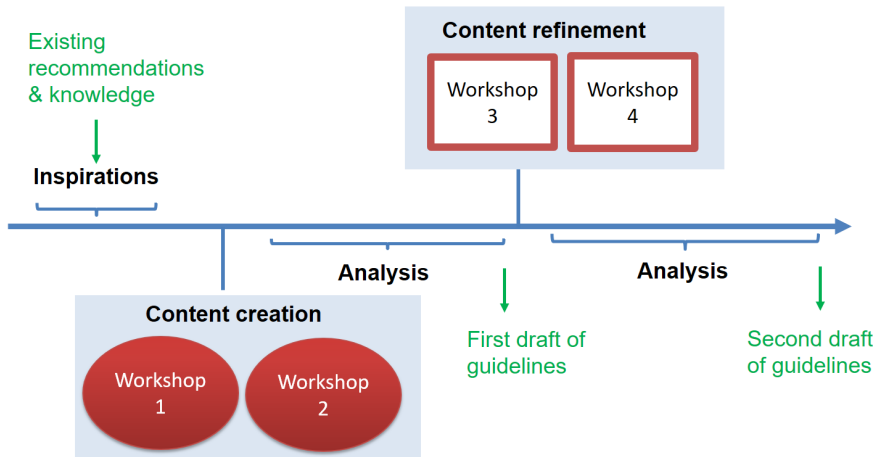 Existing
recommendations
& knowledge
Inspirations
Content refinement
Workshop
3
Workshop
4
Analysis
Analysis
Content creation
Workshop
1
Workshop
2
First draft of
guidelines
Second draft
of guidelines